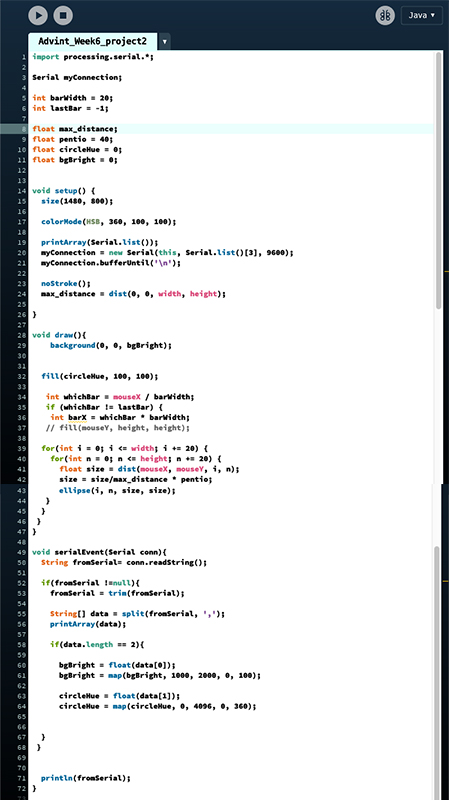 Java ▼
Advint_Week6_project2 ▼
1 import processing.serial.*;
2
3 Serial myConnection;
4
5 int barWidth = 20;
6 int lastBar = -1;
7
8 float max_distance;
9 float pentio = 40;
10 float circleHue = 0;
11 float bgBright = 0;
12
13
14 void setup() {
15 size(1480, 800);
16
17 colorMode(HSB, 360, 100, 100);
18
19 printArray(Serial.list());
20 myConnection = new Serial(this, Serial.list()[3], 9600);
21 myConnection.bufferUntil('\n');
22
23 noStroke();
24 max_distance = dist(0, 0, width, height);
25
26 }
27
28 void draw(){
29 background(0, 0, bgBright);
30
31
32 fill(circleHue, 100, 100);
33
34 int whichBar = mouseX / barWidth;
35 if (whichBar != lastBar) {
36 int barX = whichBar * barWidth;
37 // fill(mouseY, height, height);
38
39 for(int i = 0; i <= width; i += 20) {
40 for(int n = 0; n <= height; n += 20) {
41 float size = dist(mouseX, mouseY, i, n);
42 size = size/max_distance * pentio;
43 ellipse(i, n, size, size);
44 }
45 }
46 }
47 }
48
49 void serialEvent(Serial conn){
50 String fromSerial= conn.readString();
51
52 if(fromSerial !=null){
53 fromSerial = trim(fromSerial);
54
55 String[] data = split(fromSerial, ',');
56 printArray(data);
57
58 if(data.length == 2){
59
60 bgBright = float(data[0]);
61 bgBright = map(bgBright, 1000, 2000, 0, 100);
62
63 circleHue = float(data[1]);
64 circleHue = map(circleHue, 0, 4096, 0, 360);
65
66
67 }
68 }
69
70
71 println(fromSerial);
72 }